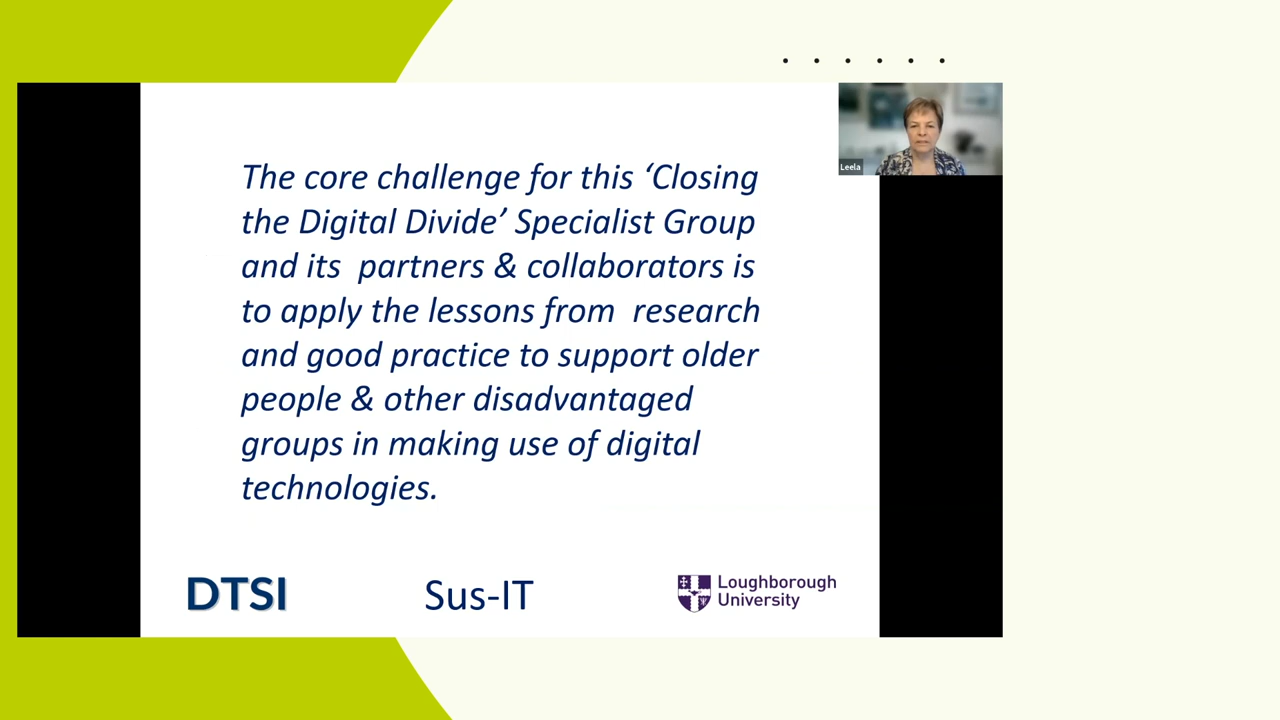 Leela
The core challenge for this ‘Closing
the Digital Divide’ Specialist Group
and its  partners & collaborators is
to apply the lessons from  research
and good practice to support older
people & other disadvantaged
groups in making use of digital
technologies.
DTSI
Sus-IT
Loughborough
University